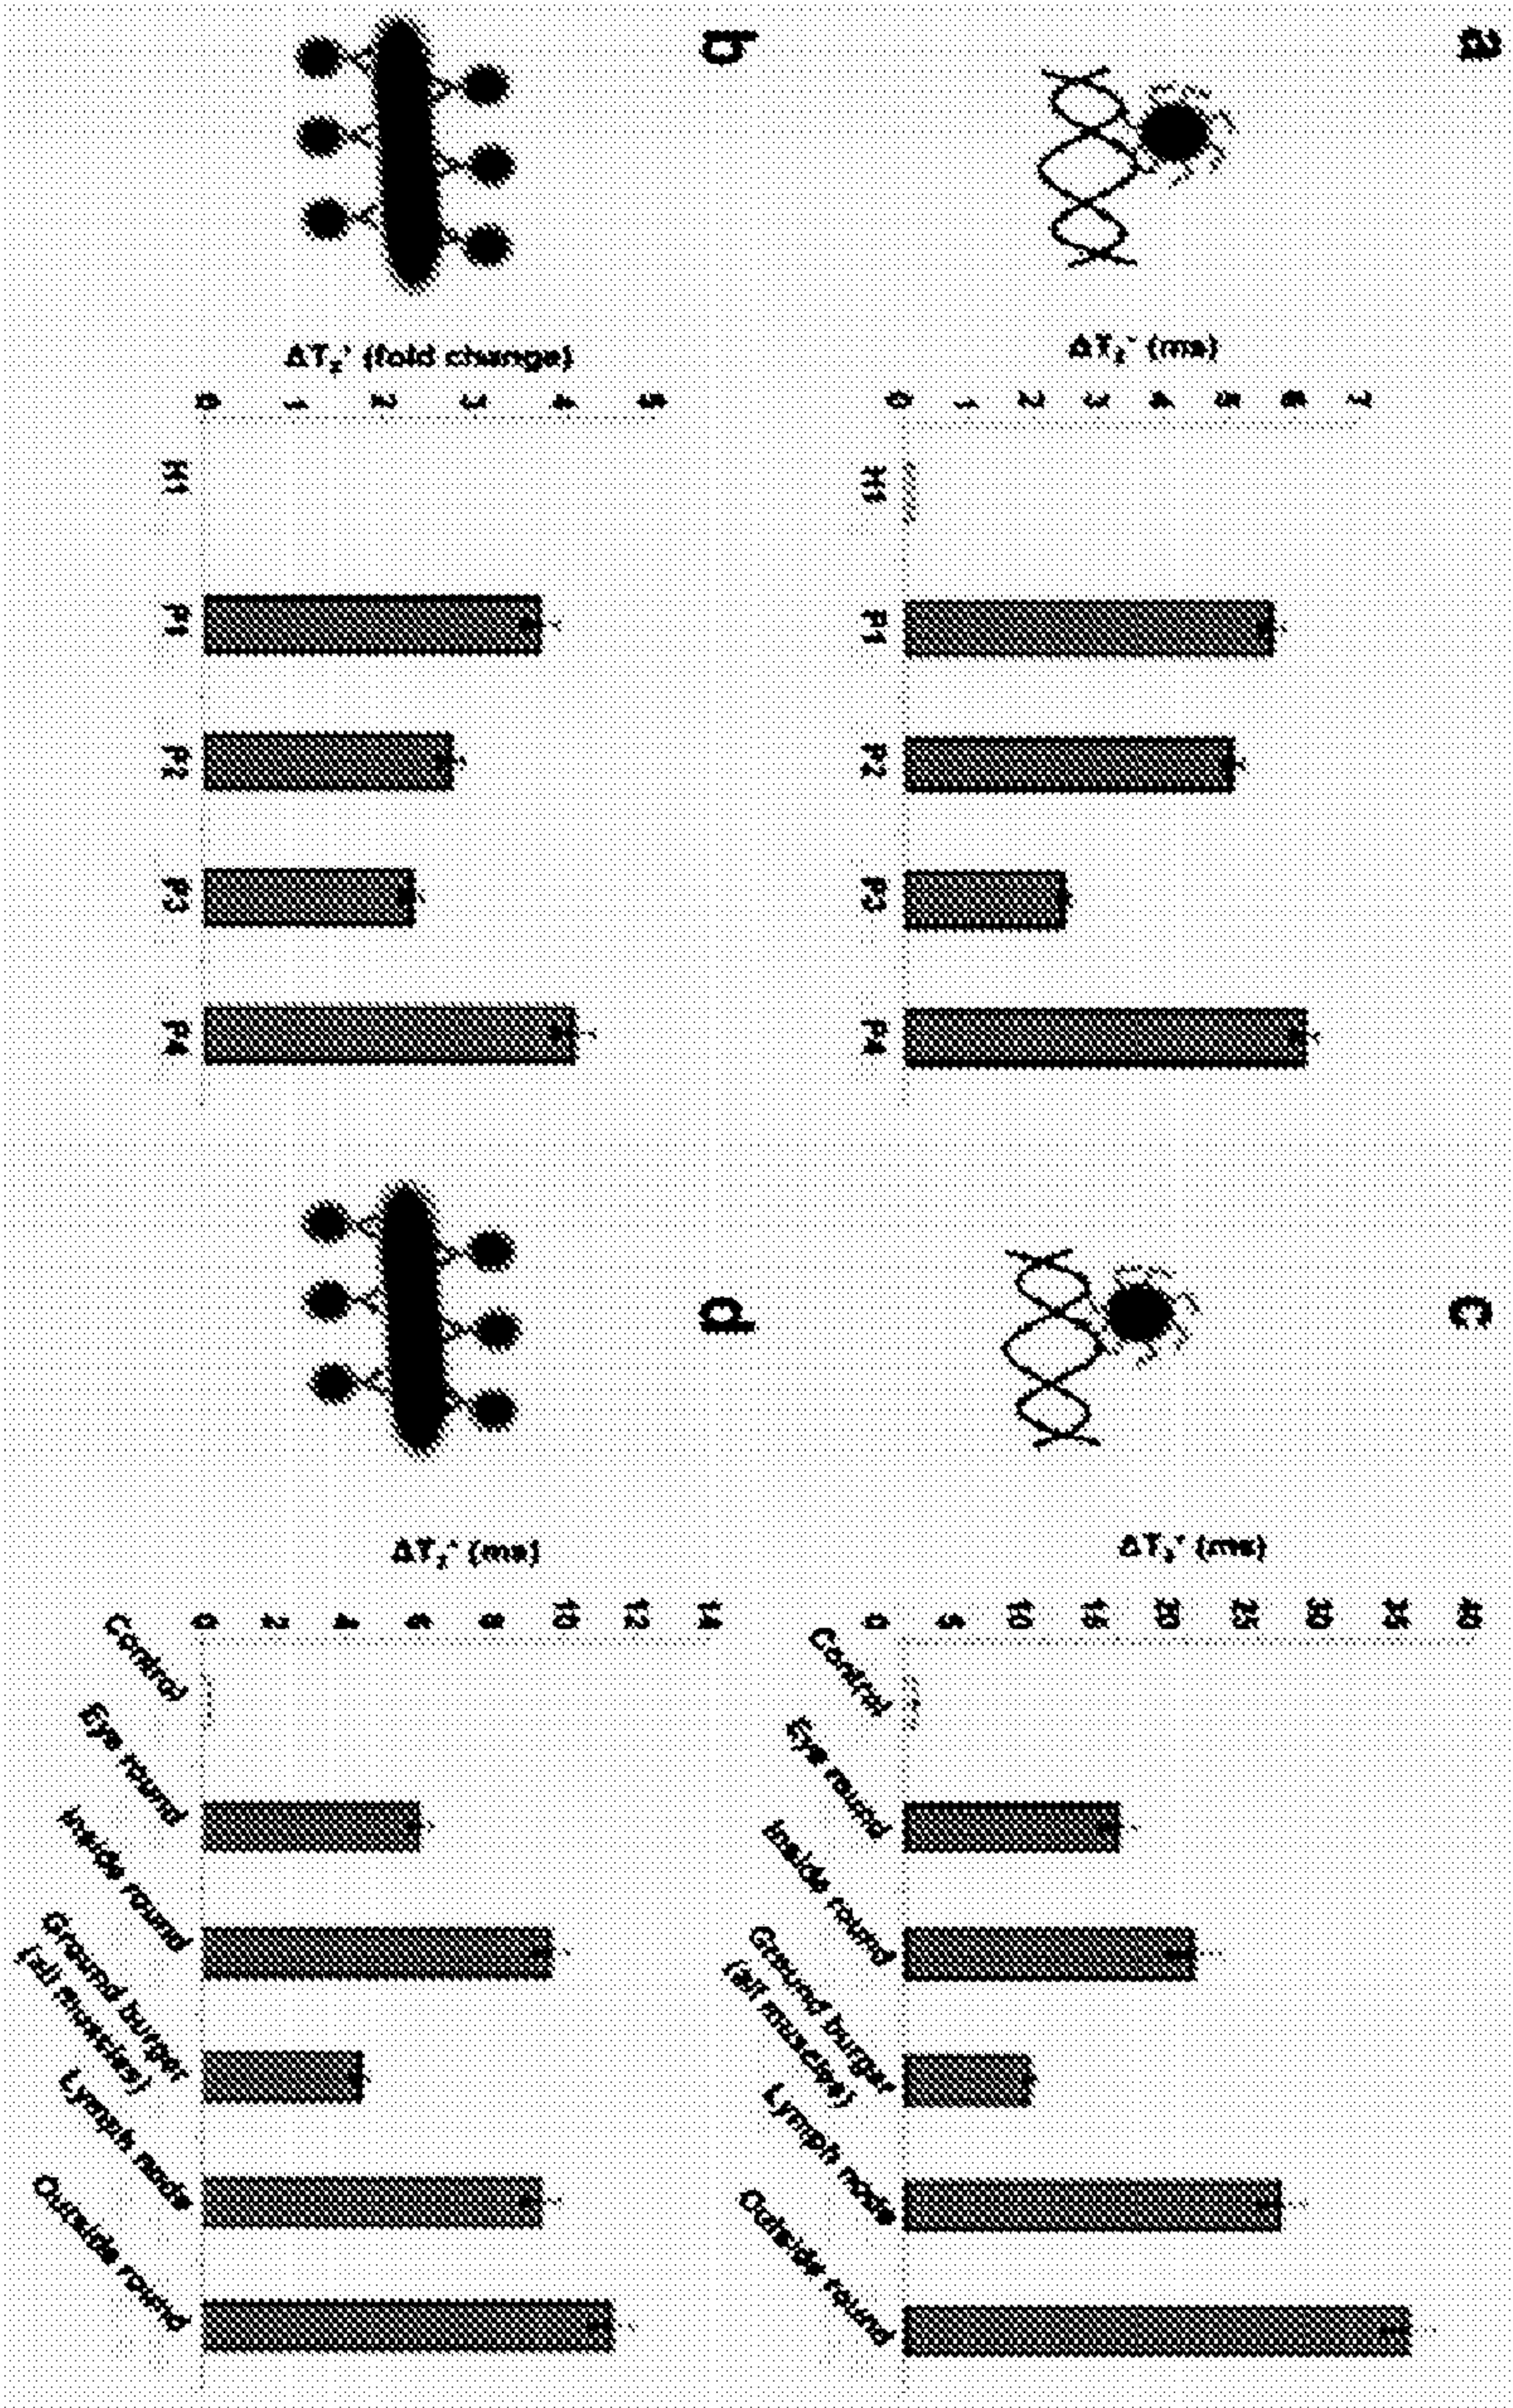 a
ΔT₂* (ms)
7
6
5
4
3
2
1
0
H1
P1
P2
P3
P4
b
ΔT₂* (fold change)
5
4
3
2
1
0
H1
P1
P2
P3
P4
c
ΔT₂* (ms)
40
35
30
25
20
15
10
5
0
Control
Eye round
Inside round
Ground burger
(all muscles)
Lymph node
Outside round
d
ΔT₂* (ms)
14
12
10
8
6
4
2
0
Control
Eye round
Inside round
Ground burger
(all muscles)
Lymph node
Outside round